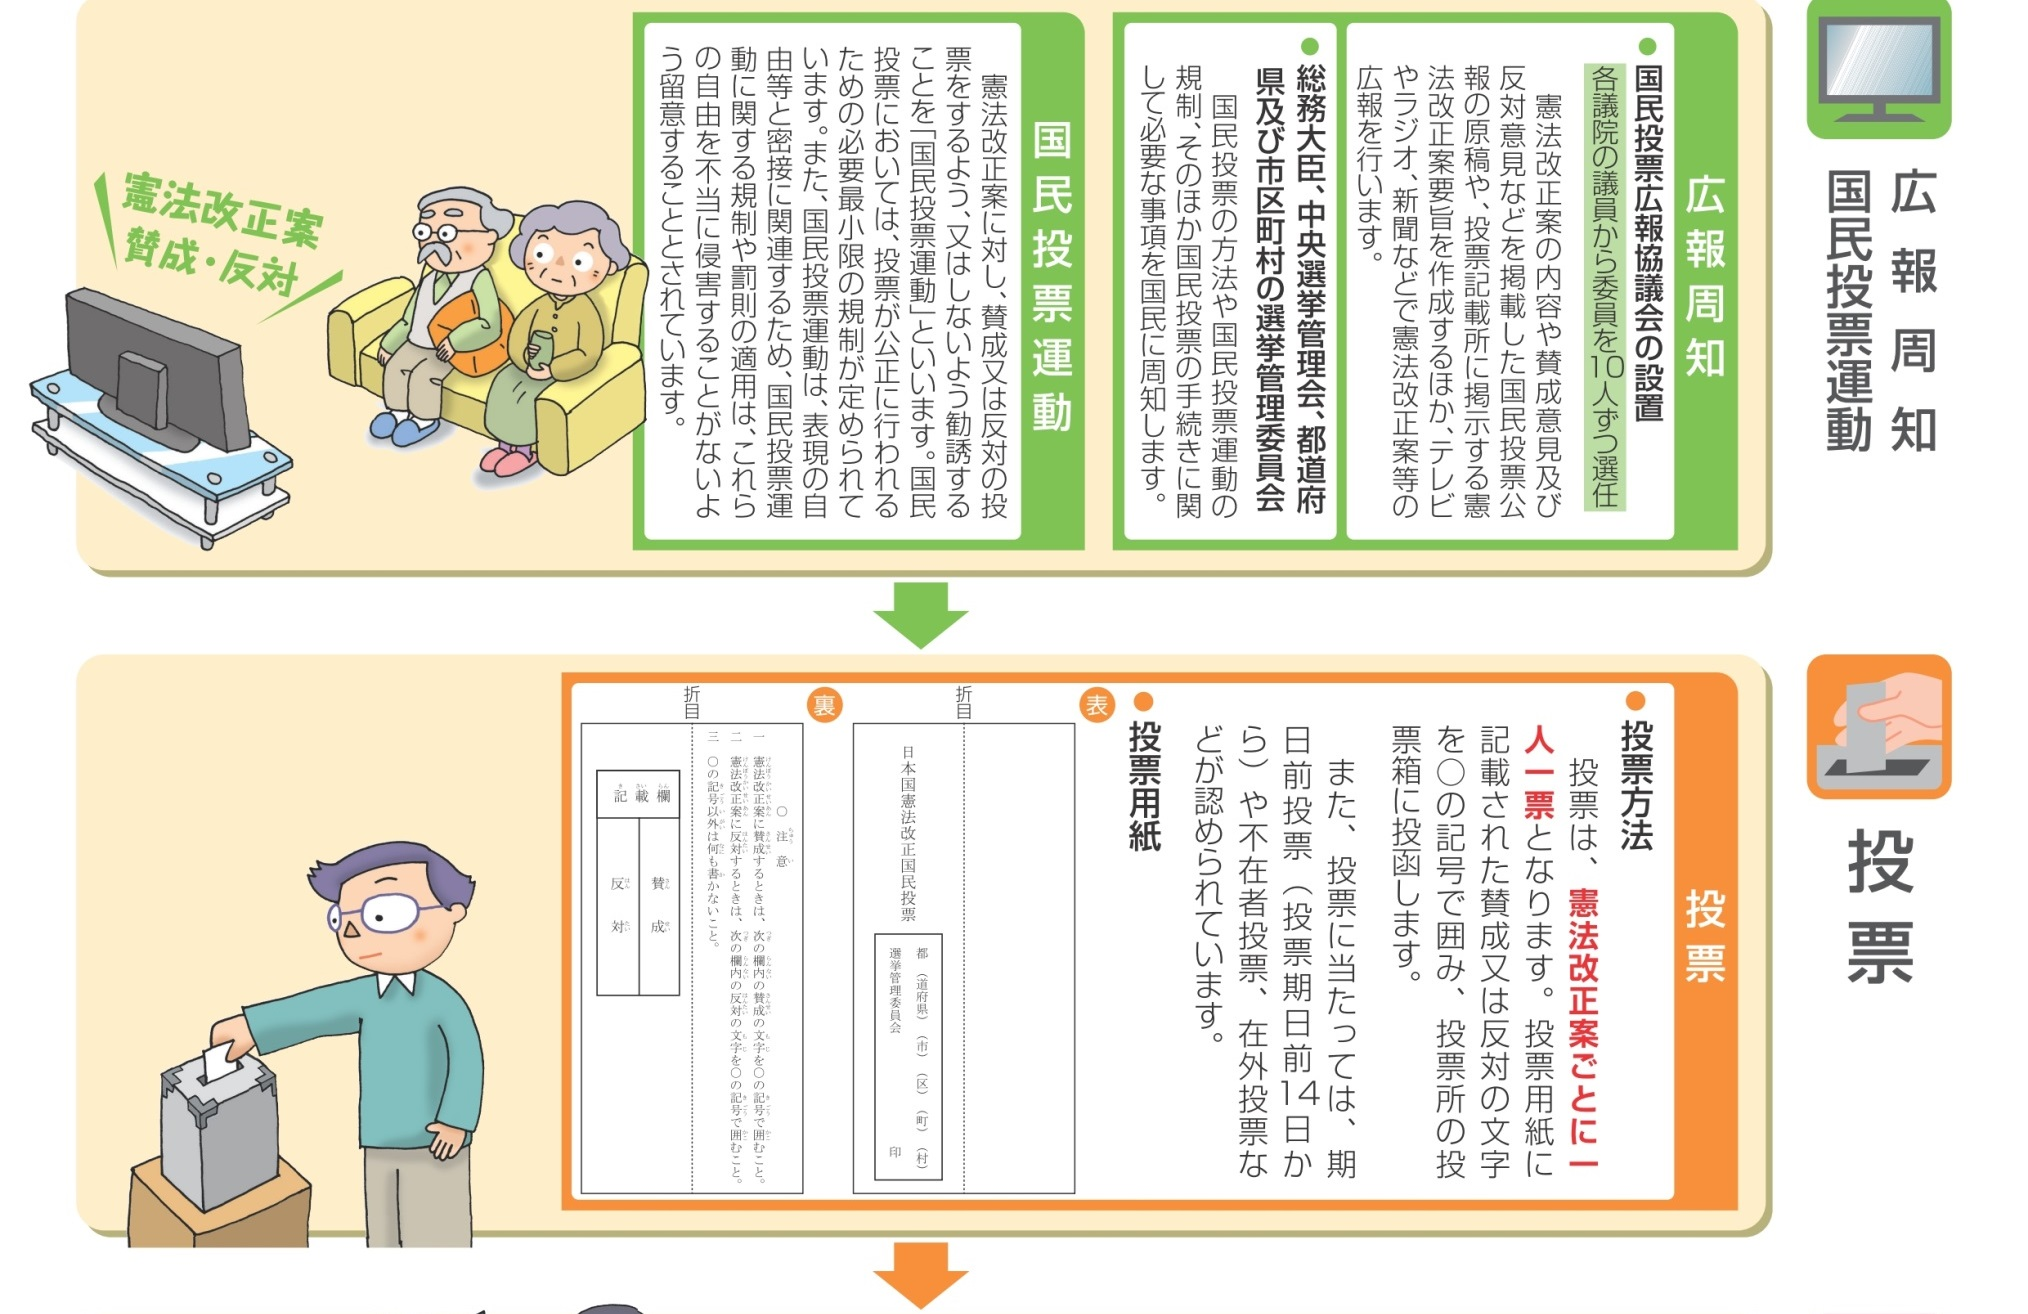 広報周知
国民投票運動
広報周知
●国民投票広報協議会の設置
各議院の議員から委員を10人ずつ選任
憲法改正案の内容や賛成意見及び
反対意見などを掲載した国民投票公
報の原稿や、投票記載所に掲示する憲
法改正案要旨を作成するほか、テレビ
やラジオ、新聞などで憲法改正案等の
広報を行います。
●総務大臣、中央選挙管理会、都道府
県及び市区町村の選挙管理委員会
国民投票の方法や国民投票運動の
規制、そのほか国民投票の手続きに関
して必要な事項を国民に周知します。
国民投票運動
憲法改正案に対し、賛成又は反対の投
票をするよう、又はしないよう勧誘する
ことを「国民投票運動」といいます。国民
投票においては、投票が公正に行われる
ための必要最小限の規制が定められて
います。また、国民投票運動は、表現の自
由等と密接に関連するため、国民投票運
動に関する規制や罰則の適用は、これら
の自由を不当に侵害することがないよ
う留意することとされています。
憲法改正案
賛成・反対
投票
投票
●投票方法
投票は、憲法改正案ごとに一
人一票となります。投票用紙に
記載された賛成又は反対の文字
を○の記号で囲み、投票所の投
票箱に投函します。
また、投票に当たっては、期
日前投票（投票期日前14日か
ら）や不在者投票、在外投票な
どが認められています。
●投票用紙
表
折目
日本国憲法改正国民投票
都（道府県）（市）（区）（町）（村）
選挙管理委員会 印
裏
折目
○注意
一 憲法改正案に賛成するときは、次の欄内の賛成の文字を○の記号で囲むこと。
二 憲法改正案に反対するときは、次の欄内の反対の文字を○の記号で囲むこと。
三 ○の記号以外は何も書かないこと。
記載欄
賛成
反対